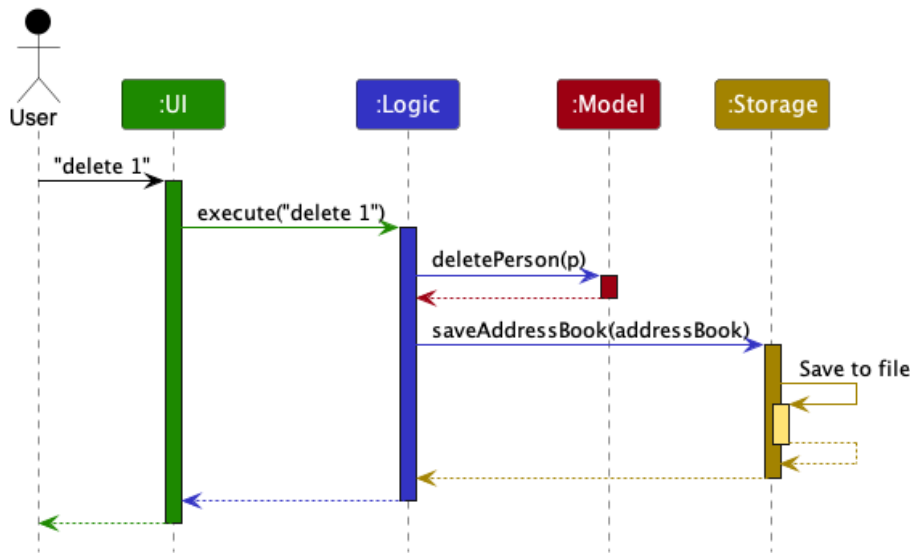 User
:UI
:Logic
:Model
:Storage
"delete 1"
execute("delete 1")
deletePerson(p)
saveAddressBook(addressBook)
Save to file